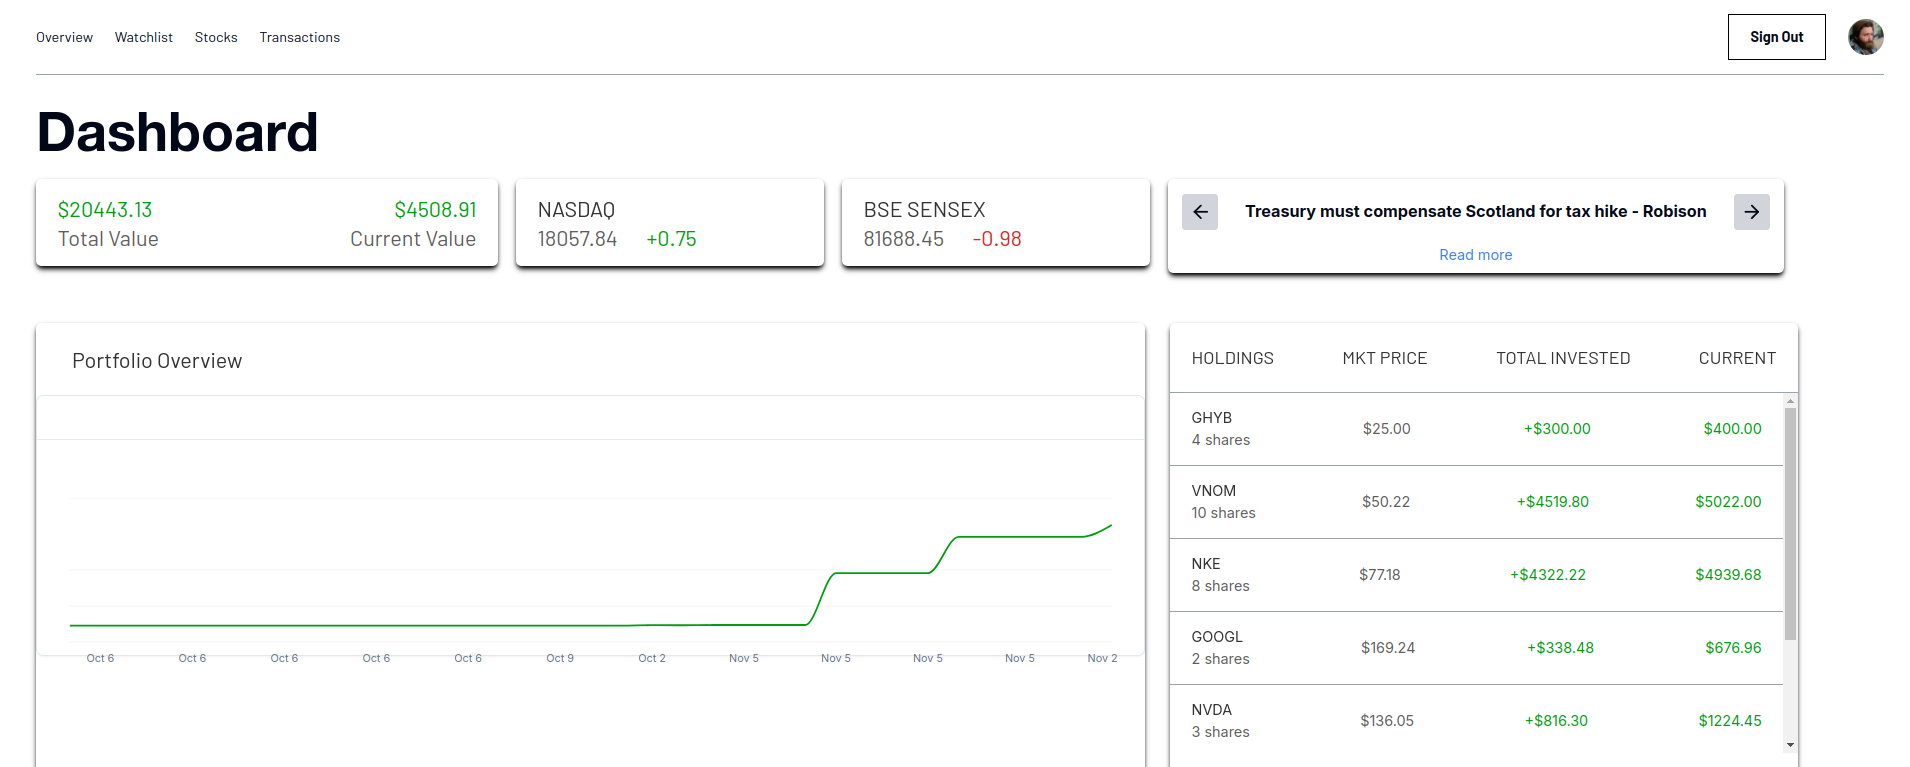 Overview Watchlist Stocks Transactions Sign Out
Dashboard
$20443.13 $4508.91
Total Value Current Value
NASDAQ
18057.84 +0.75
BSE SENSEX
81688.45 -0.98
Treasury must compensate Scotland for tax hike - Robison
Read more
Portfolio Overview
Oct 6 Oct 6 Oct 6 Oct 6 Oct 6 Oct 9 Oct 2 Nov 5 Nov 5 Nov 5 Nov 5 Nov 2
HOLDINGS MKT PRICE TOTAL INVESTED CURRENT
GHYB
4 shares $25.00 +$300.00 $400.00
VNOM
10 shares $50.22 +$4519.80 $5022.00
NKE
8 shares $77.18 +$4322.22 $4939.68
GOOGL
2 shares $169.24 +$338.48 $676.96
NVDA
3 shares $136.05 +$816.30 $1224.45